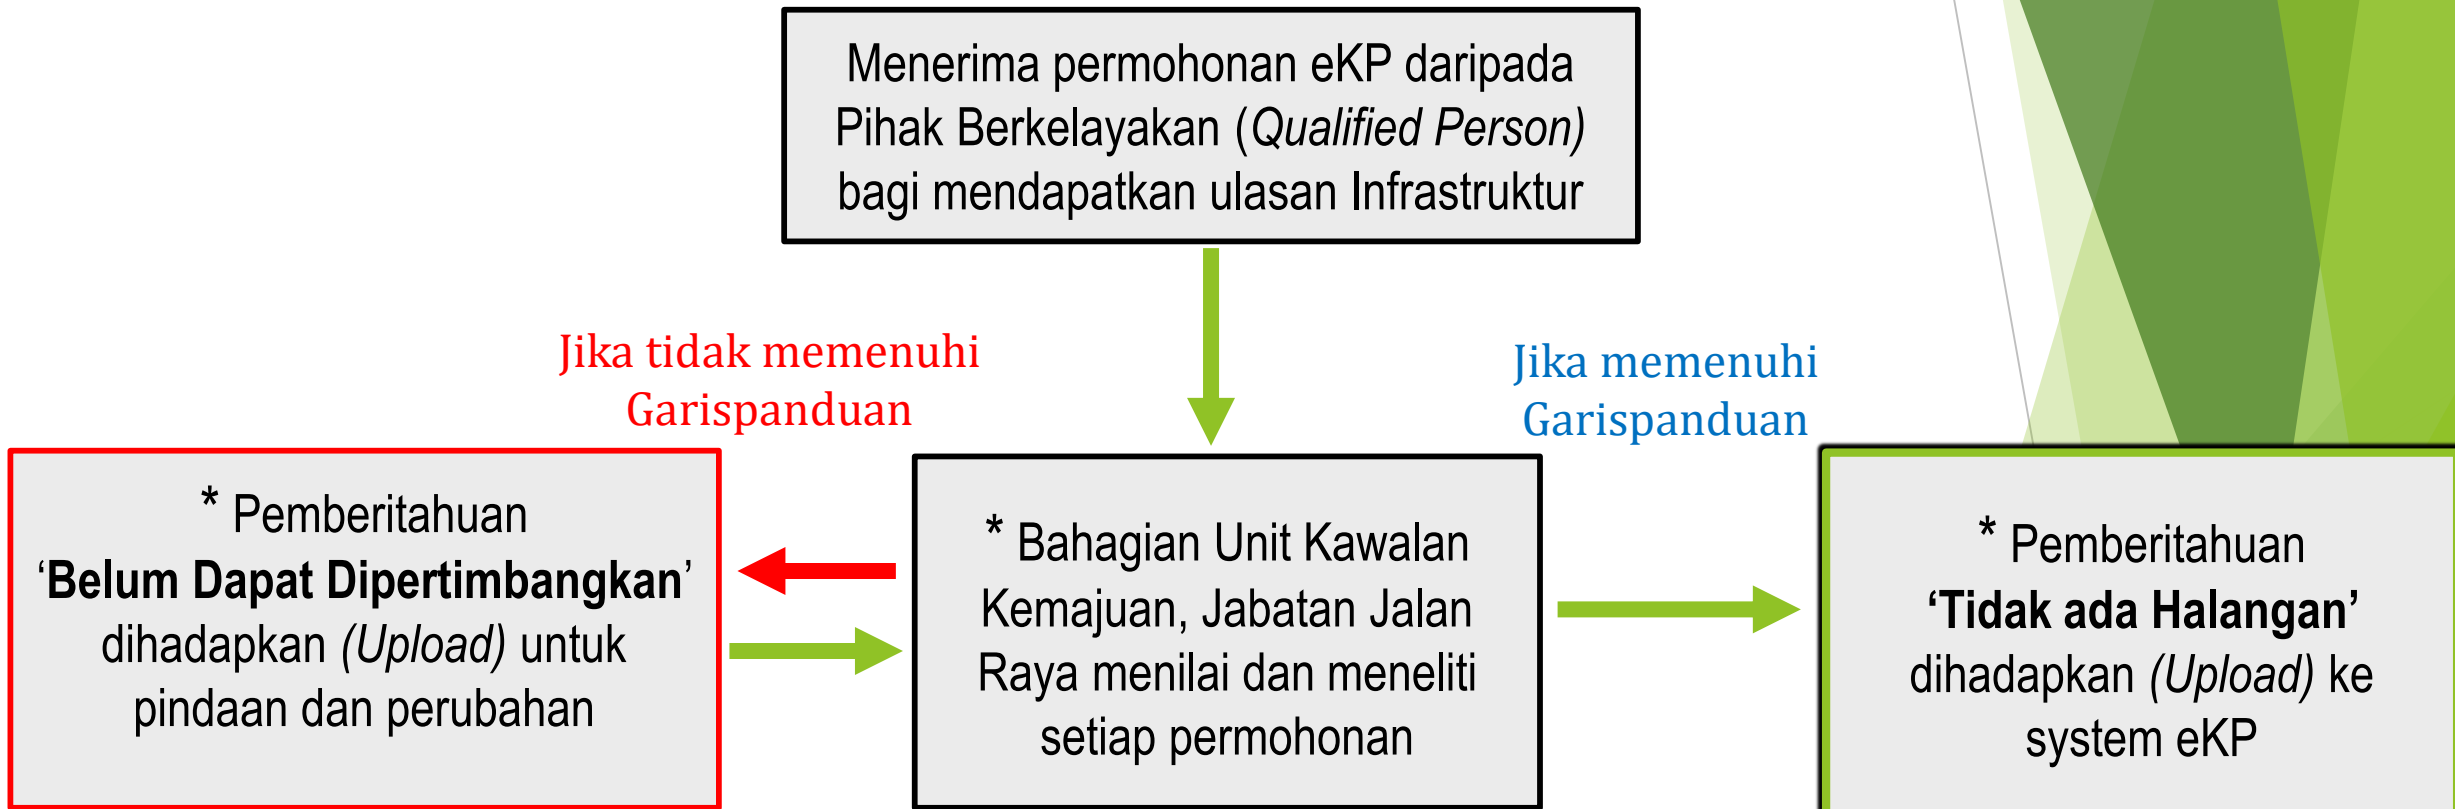 Menerima permohonan eKP daripada
Pihak Berkelayakan (Qualified Person)
bagi mendapatkan ulasan Infrastruktur
Jika tidak memenuhi
Garispanduan
Jika memenuhi
Garispanduan
* Pemberitahuan
‘Belum Dapat Dipertimbangkan’
dihadapkan (Upload) untuk
pindaan dan perubahan
* Bahagian Unit Kawalan
Kemajuan, Jabatan Jalan
Raya menilai dan meneliti
setiap permohonan
* Pemberitahuan
‘Tidak ada Halangan’
dihadapkan (Upload) ke
system eKP